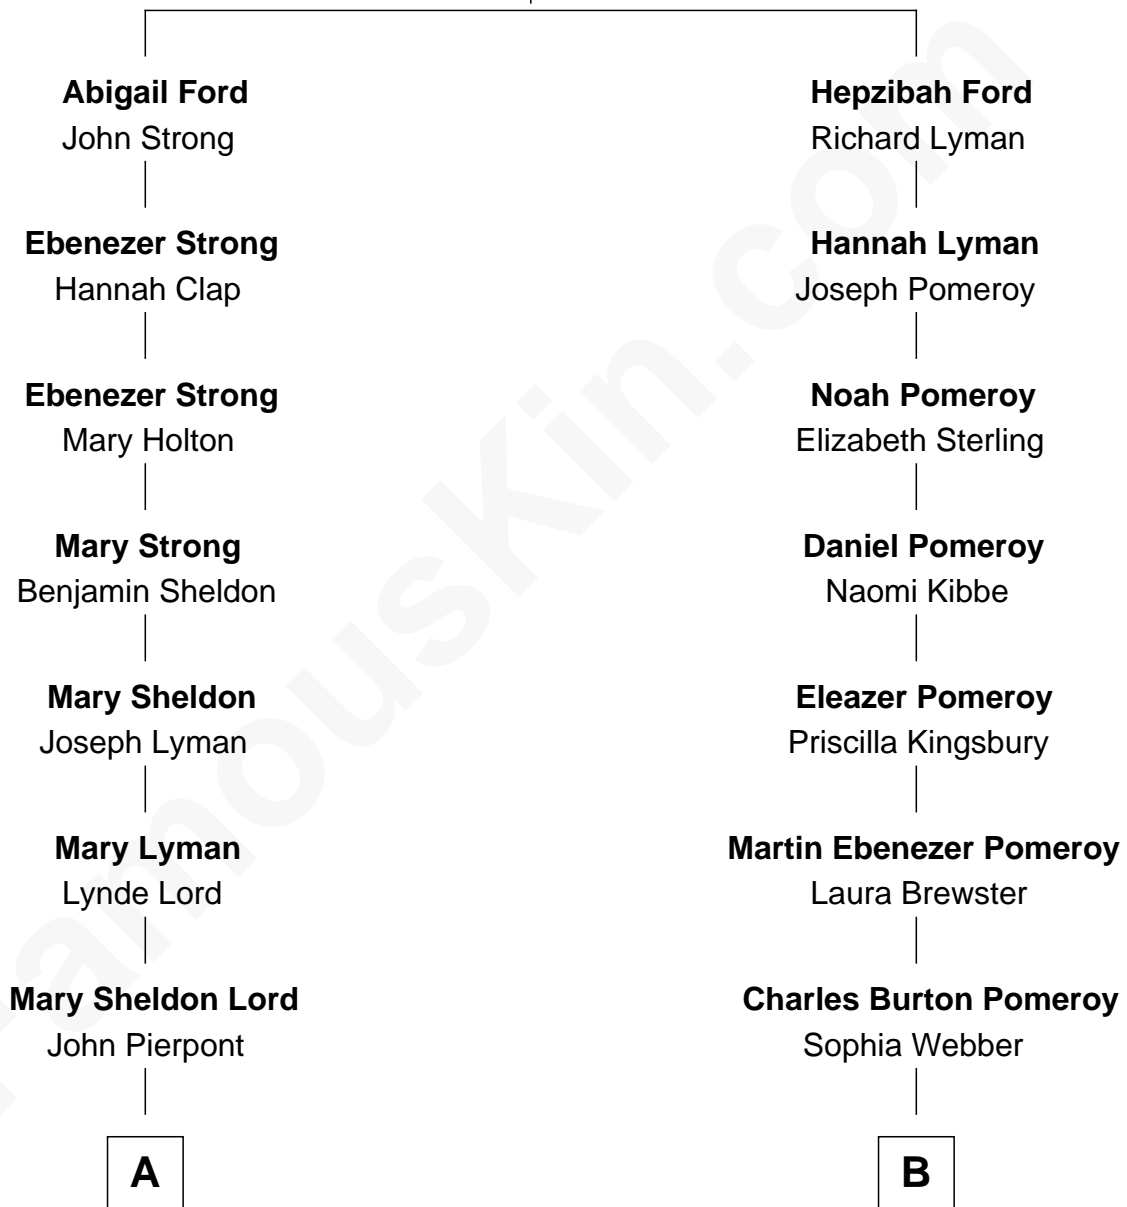 Abigail Ford
John Strong
Hepzibah Ford
Richard Lyman
Ebenezer Strong
Hannah Clap
Hannah Lyman
Joseph Pomeroy
Ebenezer Strong
Mary Holton
Noah Pomeroy
Elizabeth Sterling
Mary Strong
Benjamin Sheldon
Daniel Pomeroy
Naomi Kibbe
Mary Sheldon
Joseph Lyman
Eleazer Pomeroy
Priscilla Kingsbury
Mary Lyman
Lynde Lord
Martin Ebenezer Pomeroy
Laura Brewster
Mary Sheldon Lord
John Pierpont
Charles Burton Pomeroy
Sophia Webber
A
B
FamousKin.com